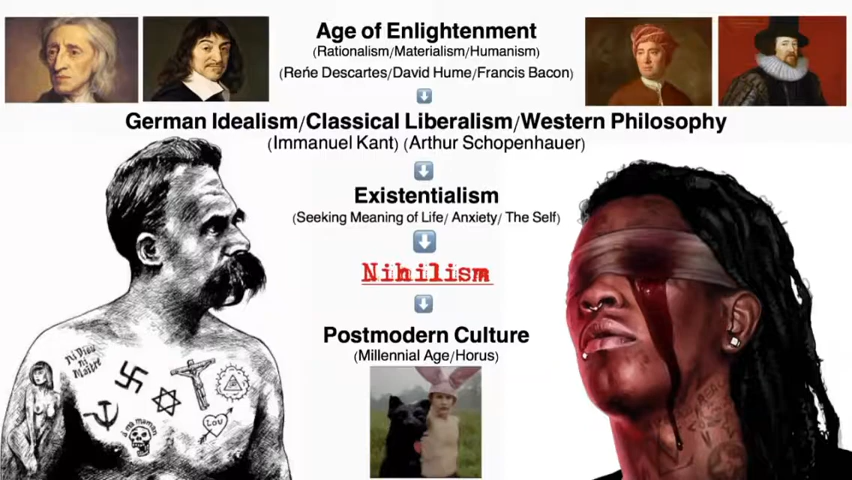 Age of Enlightenment
(Rationalism/Materialism/Humanism)
(Reńe Descartes/David Hume/Francis Bacon)
German Idealism/Classical Liberalism/Western Philosophy
(Immanuel Kant) (Arthur Schopenhauer)
Existentialism
(Seeking Meaning of Life/ Anxiety/ The Self)
Nihilism
Postmodern Culture
(Millennial Age/Horus)
Ni Dieu
ni
Maître
à ma maman
LOU